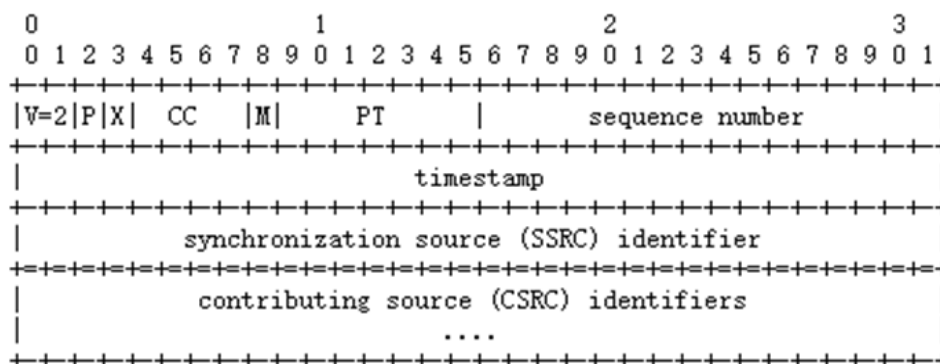 0                   1                   2                   3
0 1 2 3 4 5 6 7 8 9 0 1 2 3 4 5 6 7 8 9 0 1 2 3 4 5 6 7 8 9 0 1
+-+-+-+-+-+-+-+-+-+-+-+-+-+-+-+-+-+-+-+-+-+-+-+-+-+-+-+-+-+-+-+-
|V=2|P|X|  CC   |M|     PT      |       sequence number
+-+-+-+-+-+-+-+-+-+-+-+-+-+-+-+-+-+-+-+-+-+-+-+-+-+-+-+-+-+-+-+-
|                           timestamp
+-+-+-+-+-+-+-+-+-+-+-+-+-+-+-+-+-+-+-+-+-+-+-+-+-+-+-+-+-+-+-+-
|           synchronization source (SSRC) identifier
+=+=+=+=+=+=+=+=+=+=+=+=+=+=+=+=+=+=+=+=+=+=+=+=+=+=+=+=+=+=+=+=
|            contributing source (CSRC) identifiers
|                             ....
+-+-+-+-+-+-+-+-+-+-+-+-+-+-+-+-+-+-+-+-+-+-+-+-+-+-+-+-+-+-+-+-